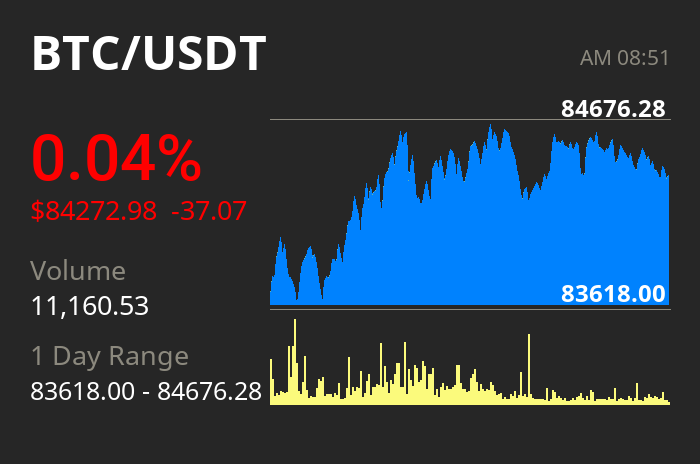 BTC/USDT
AM 08:51
84676.28
0.04%
$84272.98 -37.07
Volume
11,160.53
83618.00
1 Day Range
83618.00 - 84676.28